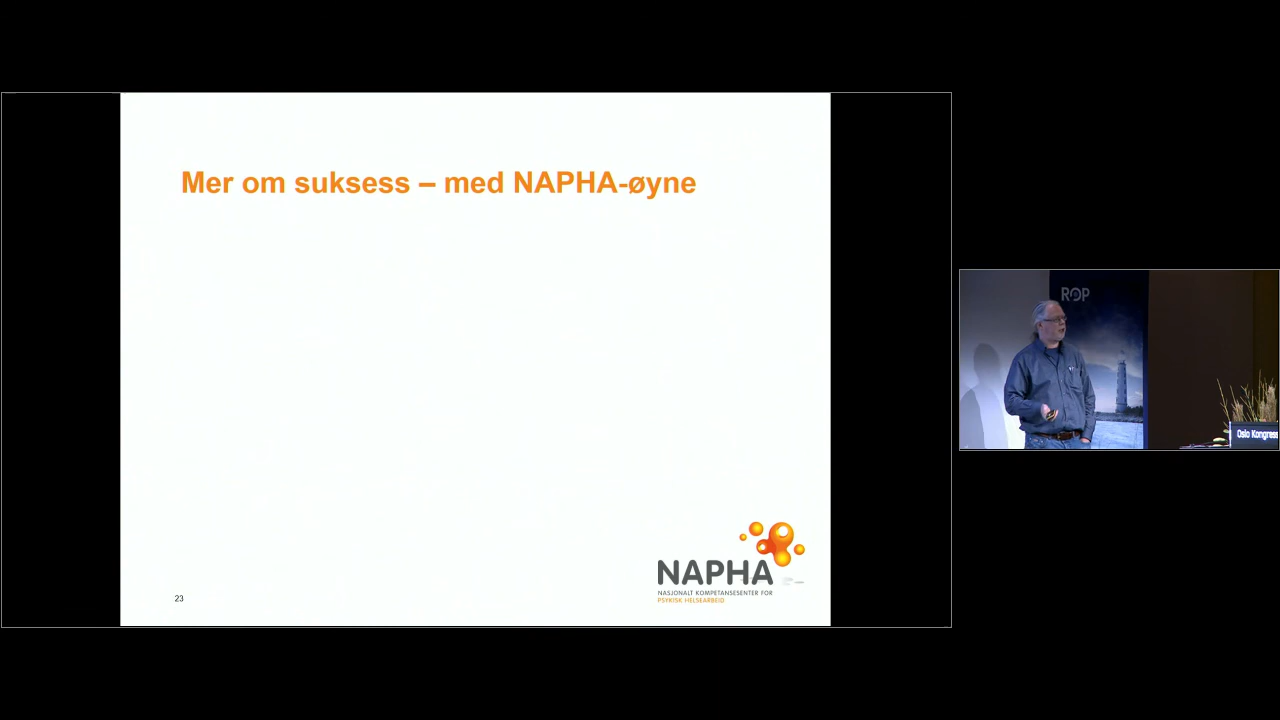 Mer om suksess – med NAPHA-øyne
NAPHA
NASJONALT KOMPETANSESENTER FOR
PSYKISK HELSEARBEID
23
ROP
Oslo Kongress